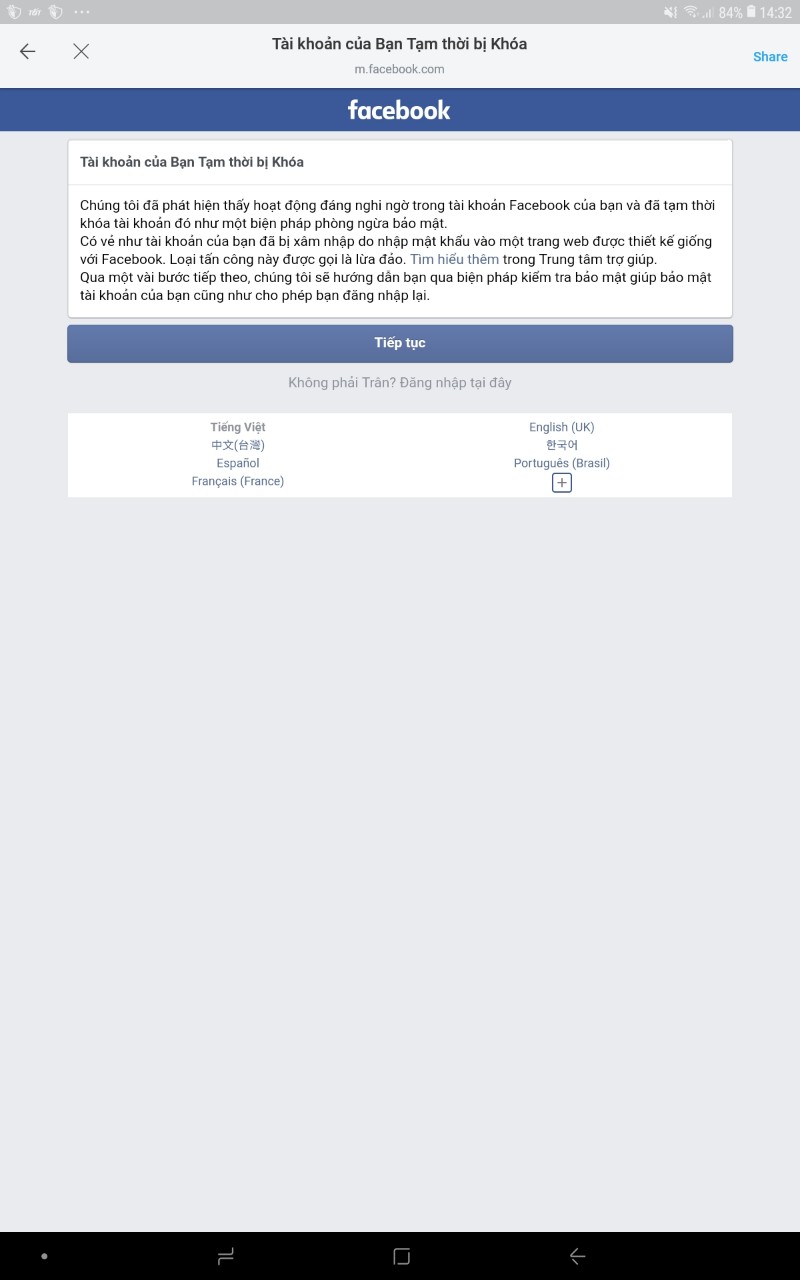 84% 14:32
Tài khoản của Bạn Tạm thời bị Khóa
m.facebook.com
Share
facebook
Tài khoản của Bạn Tạm thời bị Khóa
Chúng tôi đã phát hiện thấy hoạt động đáng nghi ngờ trong tài khoản Facebook của bạn và đã tạm thời
khóa tài khoản đó như một biện pháp phòng ngừa bảo mật.
Có vẻ như tài khoản của bạn đã bị xâm nhập do nhập mật khẩu vào một trang web được thiết kế giống
với Facebook. Loại tấn công này được gọi là lừa đảo. Tìm hiểu thêm trong Trung tâm trợ giúp.
Qua một vài bước tiếp theo, chúng tôi sẽ hướng dẫn bạn qua biện pháp kiểm tra bảo mật giúp bảo mật
tài khoản của bạn cũng như cho phép bạn đăng nhập lại.
Tiếp tục
Không phải Trân? Đăng nhập tại đây
Tiếng Việt
中文(台灣)
Español
Français (France)
English (UK)
한국어
Português (Brasil)